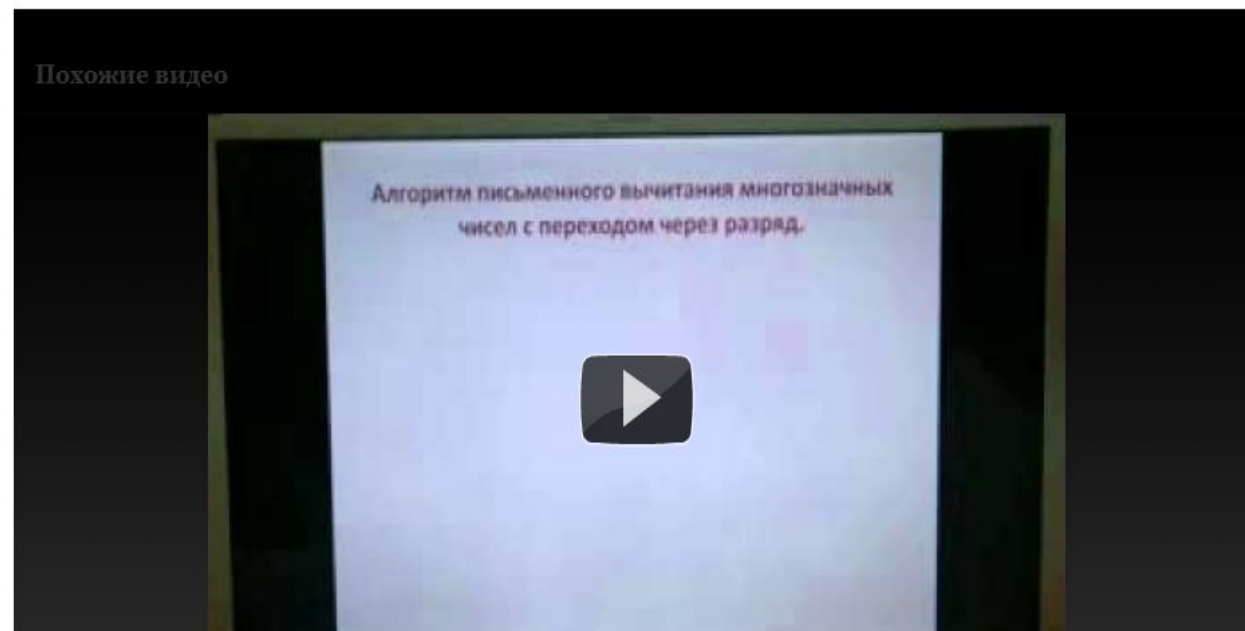 Похожие видео
Алгоритм письменного вычитания многозначных
чисел с переходом через разряд.